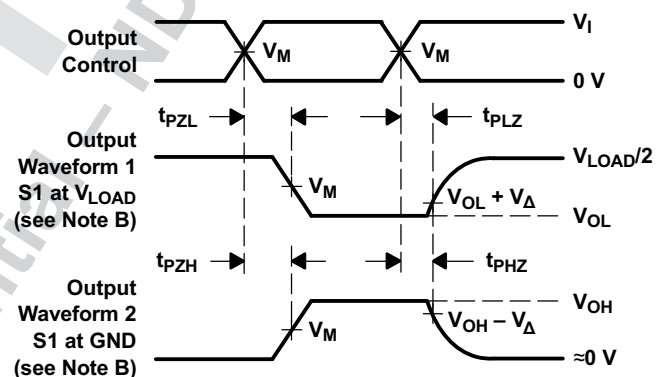 Output
Control
V_M
V_M
V_I
0 V
t_PZL
t_PLZ
Output
Waveform 1
S1 at V_LOAD
(see Note B)
V_M
V_LOAD/2
V_OL + V_Δ
V_OL
t_PZH
t_PHZ
Output
Waveform 2
S1 at GND
(see Note B)
V_M
V_OH
V_OH – V_Δ
≈0 V